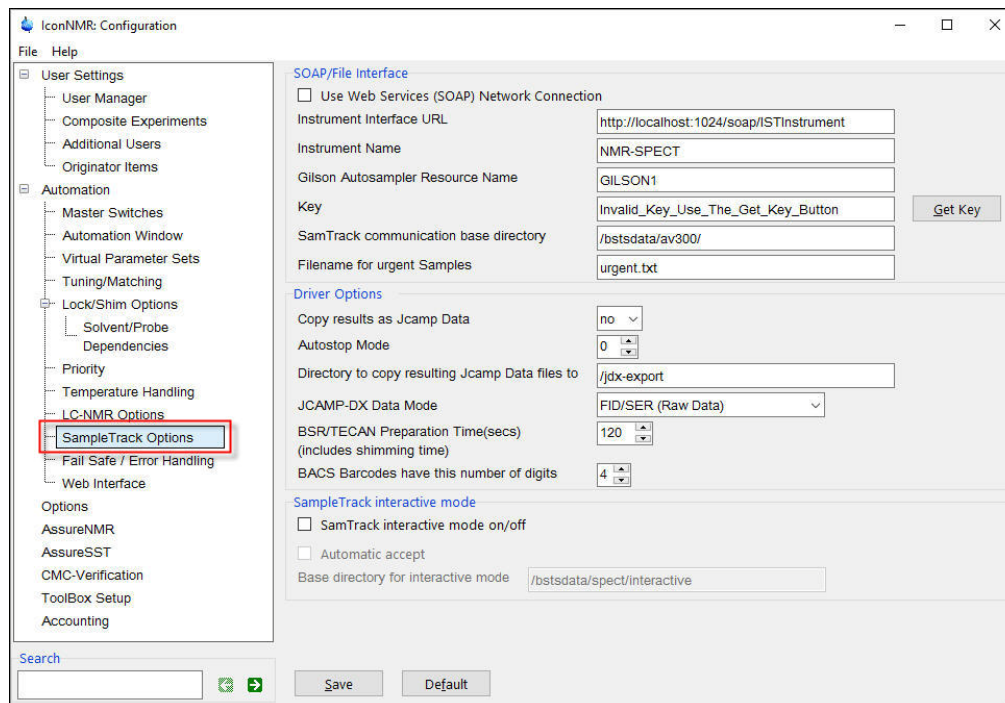 IconNMR: Configuration
File Help
User Settings
User Manager
Composite Experiments
Additional Users
Originator Items
Automation
Master Switches
Automation Window
Virtual Parameter Sets
Tuning/Matching
Lock/Shim Options
Solvent/Probe
Dependencies
Priority
Temperature Handling
LC-NMR Options
SampleTrack Options
Fail Safe / Error Handling
Web Interface
Options
AssureNMR
AssureSST
CMC-Verification
ToolBox Setup
Accounting
Search
SOAP/File Interface
Use Web Services (SOAP) Network Connection
Instrument Interface URL http://localhost:1024/soap/ISTInstrument
Instrument Name NMR-SPECT
Gilson Autosampler Resource Name GILSON1
Key Invalid_Key_Use_The_Get_Key_Button Get Key
SamTrack communication base directory /bstsdata/av300/
Filename for urgent Samples urgent.txt
Driver Options
Copy results as Jcamp Data no
Autostop Mode 0
Directory to copy resulting Jcamp Data files to /jdx-export
JCAMP-DX Data Mode FID/SER (Raw Data)
BSR/TECAN Preparation Time(secs) 120
(includes shimming time)
BACS Barcodes have this number of digits 4
SampleTrack interactive mode
SamTrack interactive mode on/off
Automatic accept
Base directory for interactive mode /bstsdata/spect/interactive
Save Default